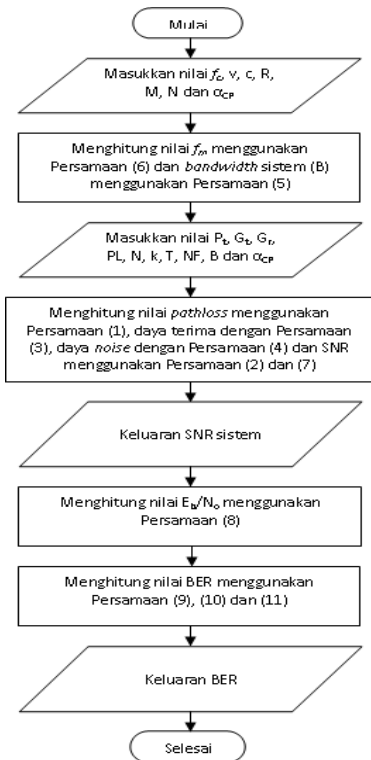 Mulai
Masukkan nilai fc, v, c, R,
M, N dan αCP
Menghitung nilai fm menggunakan
Persamaan (6) dan bandwidth sistem (B)
menggunakan Persamaan (5)
Masukkan nilai Pt, Gt, Gr,
PL, N, k, T, NF, B dan αCP
Menghitung nilai pathloss menggunakan
Persamaan (1), daya terima dengan Persamaan
(3), daya noise dengan Persamaan (4) dan SNR
menggunakan Persamaan (2) dan (7)
Keluaran SNR sistem
Menghitung nilai Eb/No menggunakan
Persamaan (8)
Menghitung nilai BER menggunakan
Persamaan (9), (10) dan (11)
Keluaran BER
Selesai